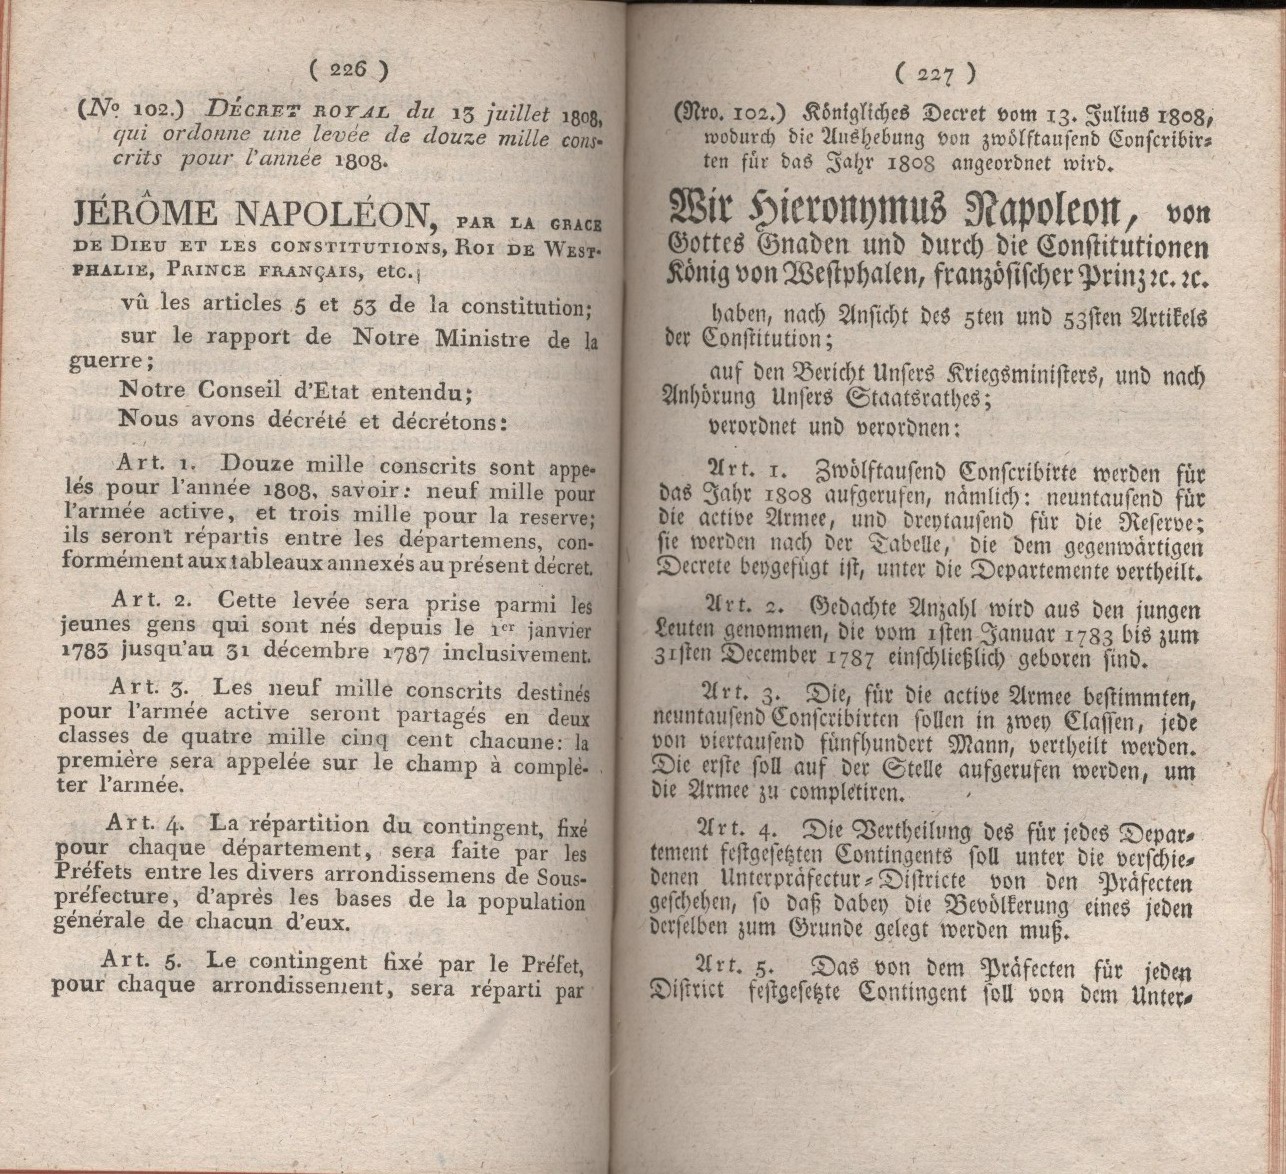 ( 226 )
(Nº 102.) DÉCRET ROYAL du 13 juillet 1808,
qui ordonne une levée de douze mille cons-
crits pour l'année 1808.
JÉRÔME NAPOLÉON, PAR LA GRACE
DE DIEU ET LES CONSTITUTIONS, ROI DE WEST-
PHALIE, PRINCE FRANÇAIS, etc.;
vû les articles 5 et 53 de la constitution;
sur le rapport de Notre Ministre de la
guerre;
Notre Conseil d'Etat entendu;
Nous avons décrété et décrétons:
Art. 1. Douze mille conscrits sont appe-
lés pour l'année 1808, savoir: neuf mille pour
l'armée active, et trois mille pour la reserve;
ils seront répartis entre les départemens, con-
formément aux tableaux annexés au présent décret.
Art. 2. Cette levée sera prise parmi les
jeunes gens qui sont nés depuis le 1er janvier
1783 jusqu'au 31 décembre 1787 inclusivement.
Art. 3. Les neuf mille conscrits destinés
pour l'armée active seront partagés en deux
classes de quatre mille cinq cent chacune: la
première sera appelée sur le champ à complé-
ter l'armée.
Art. 4. La répartition du contingent, fixé
pour chaque département, sera faite par les
Préfets entre les divers arrondissemens de Sous-
préfecture, d'après les bases de la population
générale de chacun d'eux.
Art. 5. Le contingent fixé par le Préfet,
pour chaque arrondissement, sera réparti par
( 227 )
(Nro. 102.) Königliches Decret vom 13. Julius 1808,
wodurch die Aushebung von zwölftausend Conscribir-
ten für das Jahr 1808 angeordnet wird.
Wir Hieronymus Napoleon, von
Gottes Gnaden und durch die Constitutionen
König von Westphalen, französischer Prinz ꝛc. ꝛc.
haben, nach Ansicht des 5ten und 53sten Artikels
der Constitution;
auf den Bericht Unsers Kriegsministers, und nach
Anhörung Unsers Staatsrathes;
verordnet und verordnen:
Art. 1. Zwölftausend Conscribirte werden für
das Jahr 1808 aufgerufen, nämlich: neuntausend für
die active Armee, und dreytausend für die Reserve;
sie werden nach der Tabelle, die dem gegenwärtigen
Decrete beygefügt ist, unter die Departemente vertheilt.
Art. 2. Gedachte Anzahl wird aus den jungen
Leuten genommen, die vom 1sten Januar 1783 bis zum
31sten December 1787 einschließlich geboren sind.
Art. 3. Die, für die active Armee bestimmten,
neuntausend Conscribirten sollen in zwey Classen, jede
von viertausend fünfhundert Mann, vertheilt werden.
Die erste soll auf der Stelle aufgerufen werden, um
die Armee zu completiren.
Art. 4. Die Vertheilung des für jedes Depar-
tement festgesetzten Contingents soll unter die verschie-
denen Unterpräfectur-Districte von den Präfecten
geschehen, so daß dabey die Bevölkerung eines jeden
derselben zum Grunde gelegt werden muß.
Art. 5. Das von dem Präfecten für jeden
District festgesetzte Contingent soll von dem Unter-